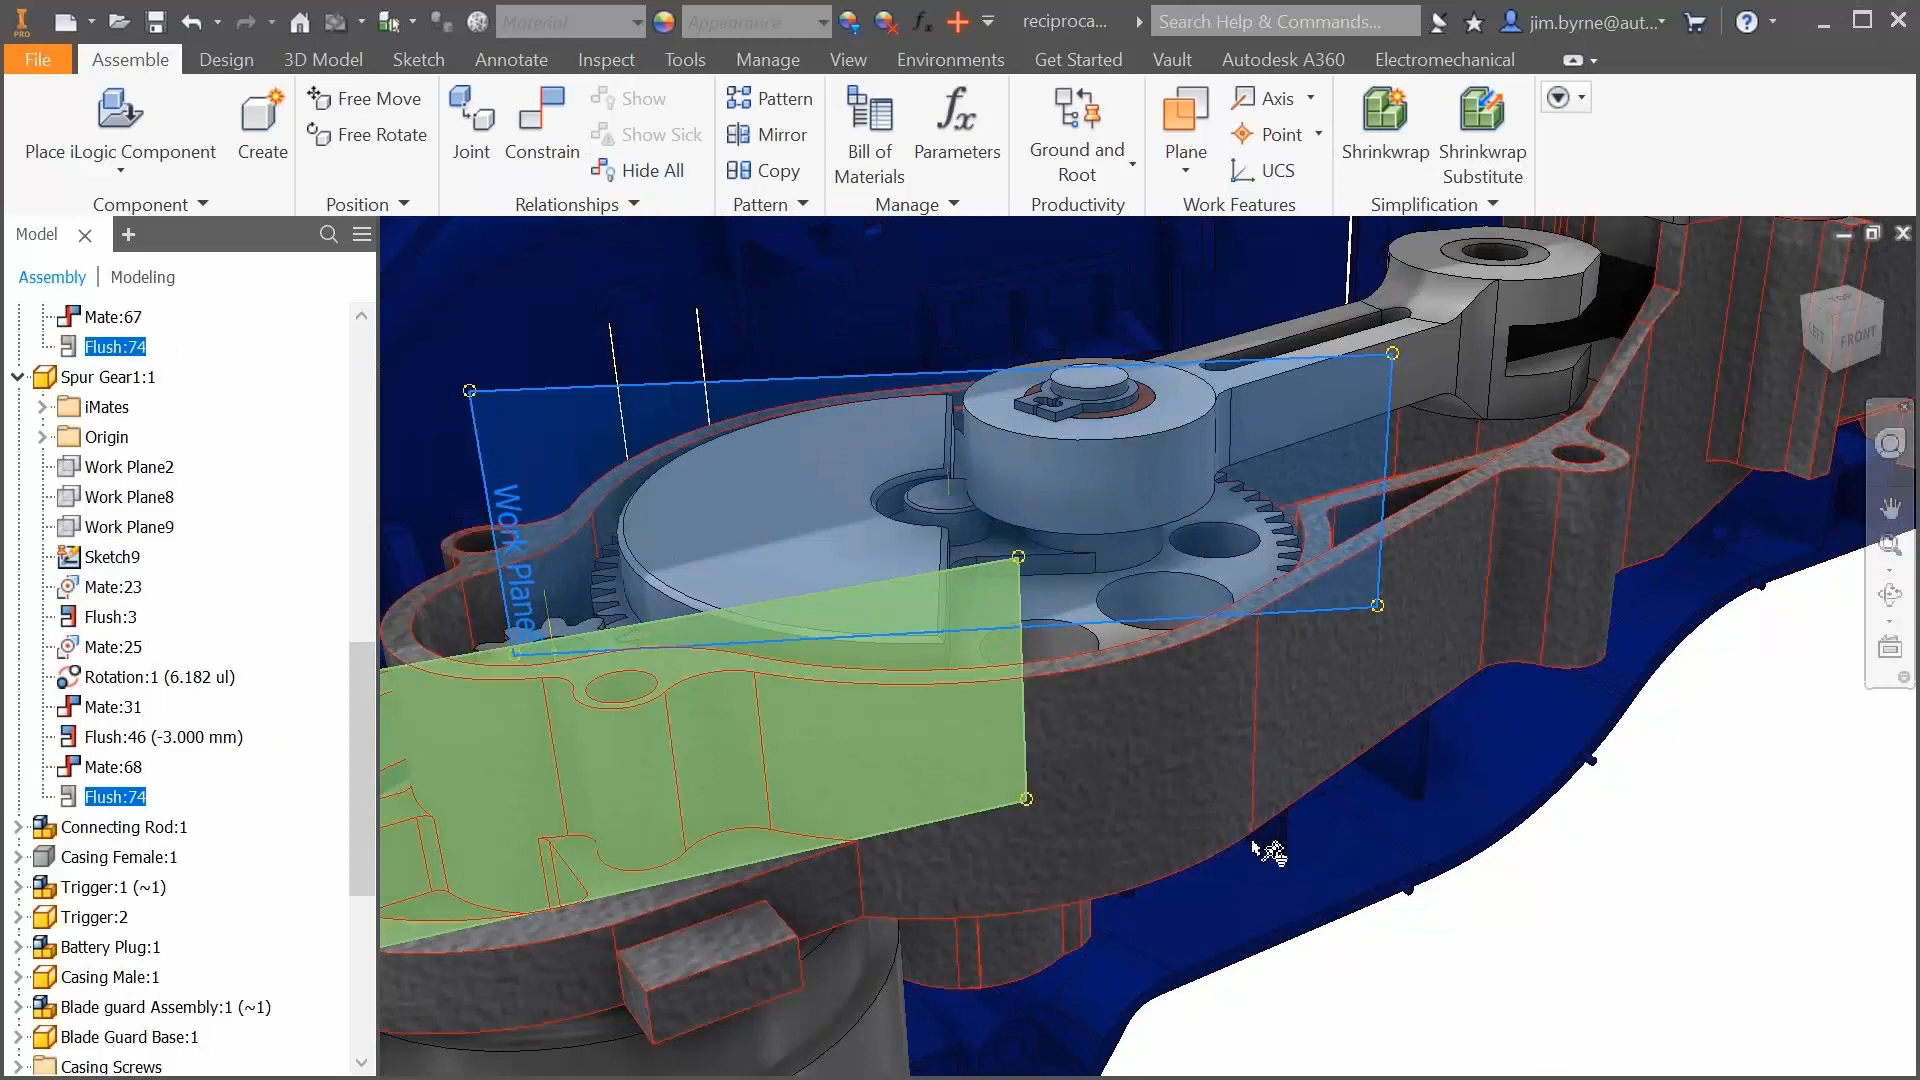 PRO
Material
Appearance
reciproca...
Search Help & Commands...
jim.byrne@aut...
File
Assemble
Design
3D Model
Sketch
Annotate
Inspect
Tools
Manage
View
Environments
Get Started
Vault
Autodesk A360
Electromechanical
Place iLogic Component
Create
Free Move
Free Rotate
Joint
Constrain
Show
Show Sick
Hide All
Pattern
Mirror
Copy
Bill of
Materials
Parameters
Ground and
Root
Plane
Axis
Point
UCS
Shrinkwrap
Shrinkwrap
Substitute
Component
Position
Relationships
Pattern
Manage
Productivity
Work Features
Simplification
Model
Assembly
Modeling
Mate:67
Flush:74
Spur Gear1:1
iMates
Origin
Work Plane2
Work Plane8
Work Plane9
Sketch9
Mate:23
Flush:3
Mate:25
Rotation:1 (6.182 ul)
Mate:31
Flush:46 (-3.000 mm)
Mate:68
Flush:74
Connecting Rod:1
Casing Female:1
Trigger:1 (~1)
Trigger:2
Battery Plug:1
Casing Male:1
Blade guard Assembly:1 (~1)
Blade Guard Base:1
Casing Screws
Work Plane
TOP
LEFT
FRONT